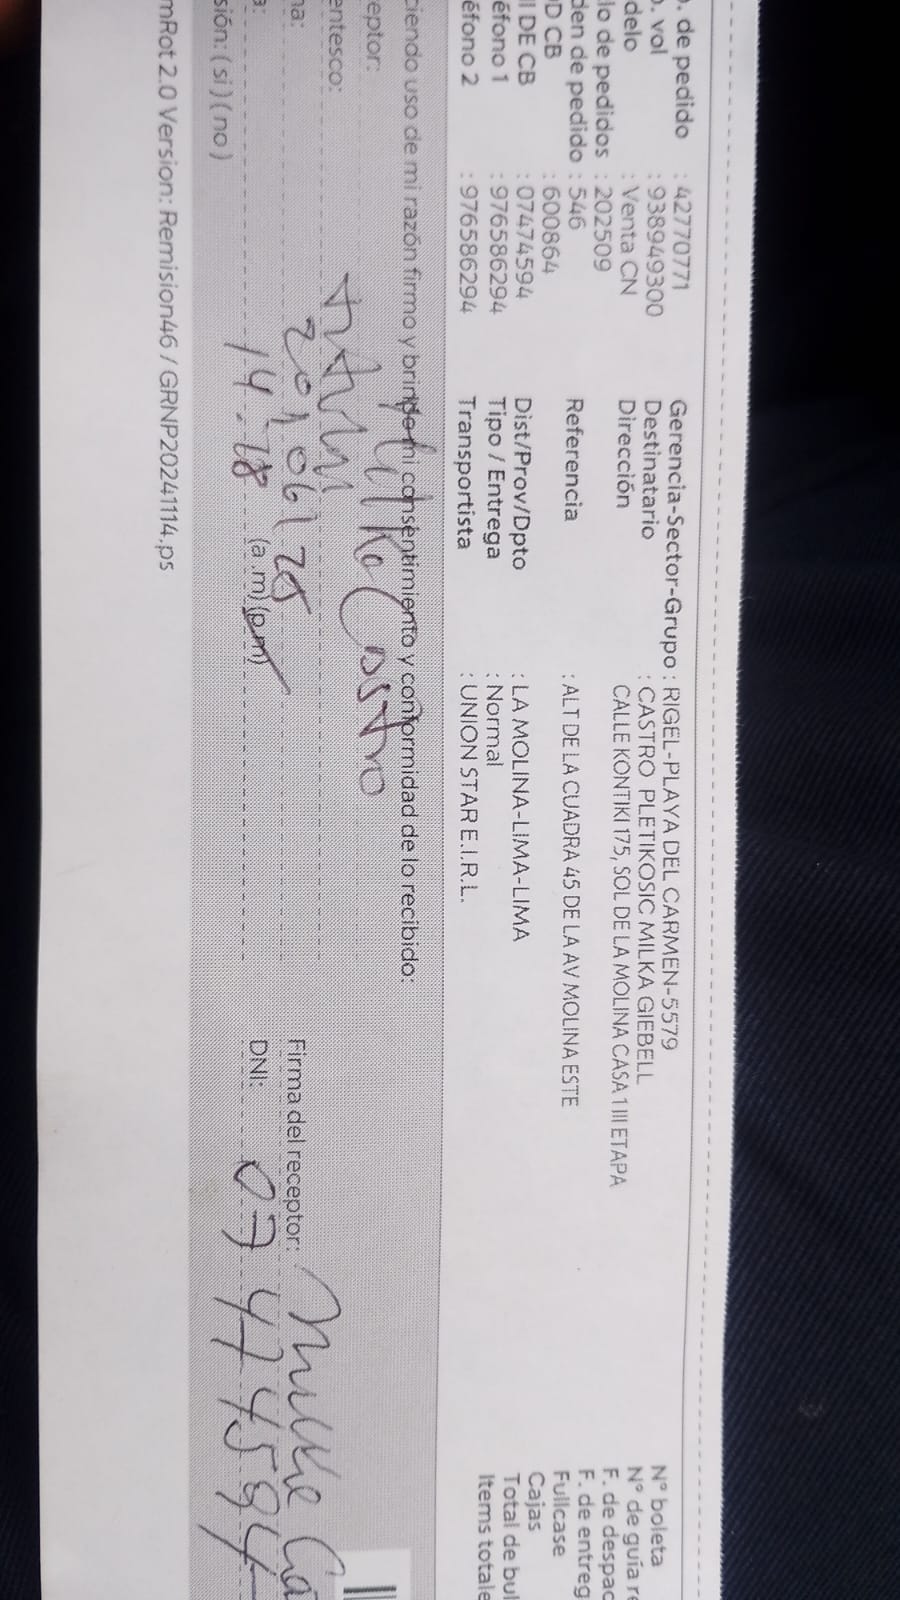 . de pedido : 42770771
. vol : 938949300
delo : Venta CN
lo de pedidos : 202509
den de pedido : 546
D CB : 600864
I DE CB : 07474594
éfono 1 : 976586294
éfono 2 : 976586294
Gerencia-Sector-Grupo : RIGEL-PLAYA DEL CARMEN-5579
Destinatario : CASTRO PLETIKOSIC MILKA GIEBELL
Dirección CALLE KONTIKI 175, SOL DE LA MOLINA CASA 1 III ETAPA
Referencia : ALT DE LA CUADRA 45 DE LA AV MOLINA ESTE
Dist/Prov/Dpto : LA MOLINA-LIMA-LIMA
Tipo / Entrega : Normal
Transportista : UNION STAR E.I.R.L.
N° boleta
N° de guía re
F. de despac
F. de entreg
Fullcase
Cajas
Total de bul
Items totale
ciendo uso de mi razón firmo y brindo mi consentimiento y conformidad de lo recibido:
eptor: Milka Castro
entesco:
na:
a: 14:28 (a.m) (p.m)
sión: ( si ) ( no )
Firma del receptor: Milka Ca
DNI: 07474594
mRot 2.0 Version: Remision46 / GRNP20241114.ps